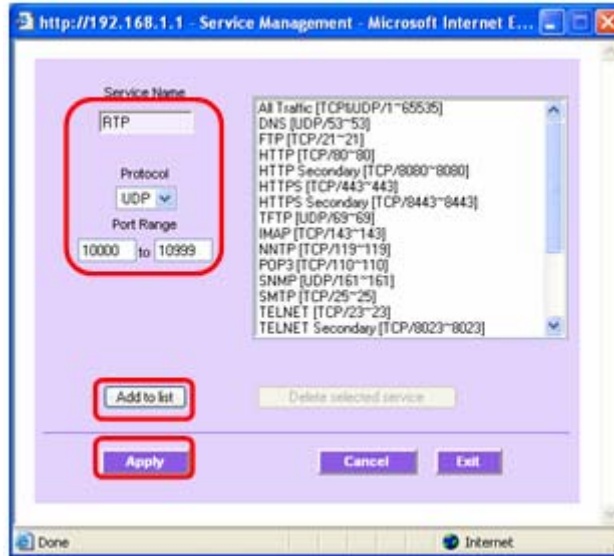 http://192.168.1.1 - Service Management - Microsoft Internet E...
Service Name
RTP
Protocol
UDP
Port Range
10000 to 10999
All Traffic [TCP&UDP/1~65535]
DNS [UDP/53~53]
FTP [TCP/21~21]
HTTP [TCP/80~80]
HTTP Secondary [TCP/8080~8080]
HTTPS [TCP/443~443]
HTTPS Secondary [TCP/8443~8443]
TFTP [UDP/69~69]
IMAP [TCP/143~143]
NNTP [TCP/119~119]
POP3 [TCP/110~110]
SNMP [UDP/161~161]
SMTP [TCP/25~25]
TELNET [TCP/23~23]
TELNET Secondary [TCP/8023~8023]
Add to list
Delete selected service
Apply
Cancel
Exit
Done
Internet